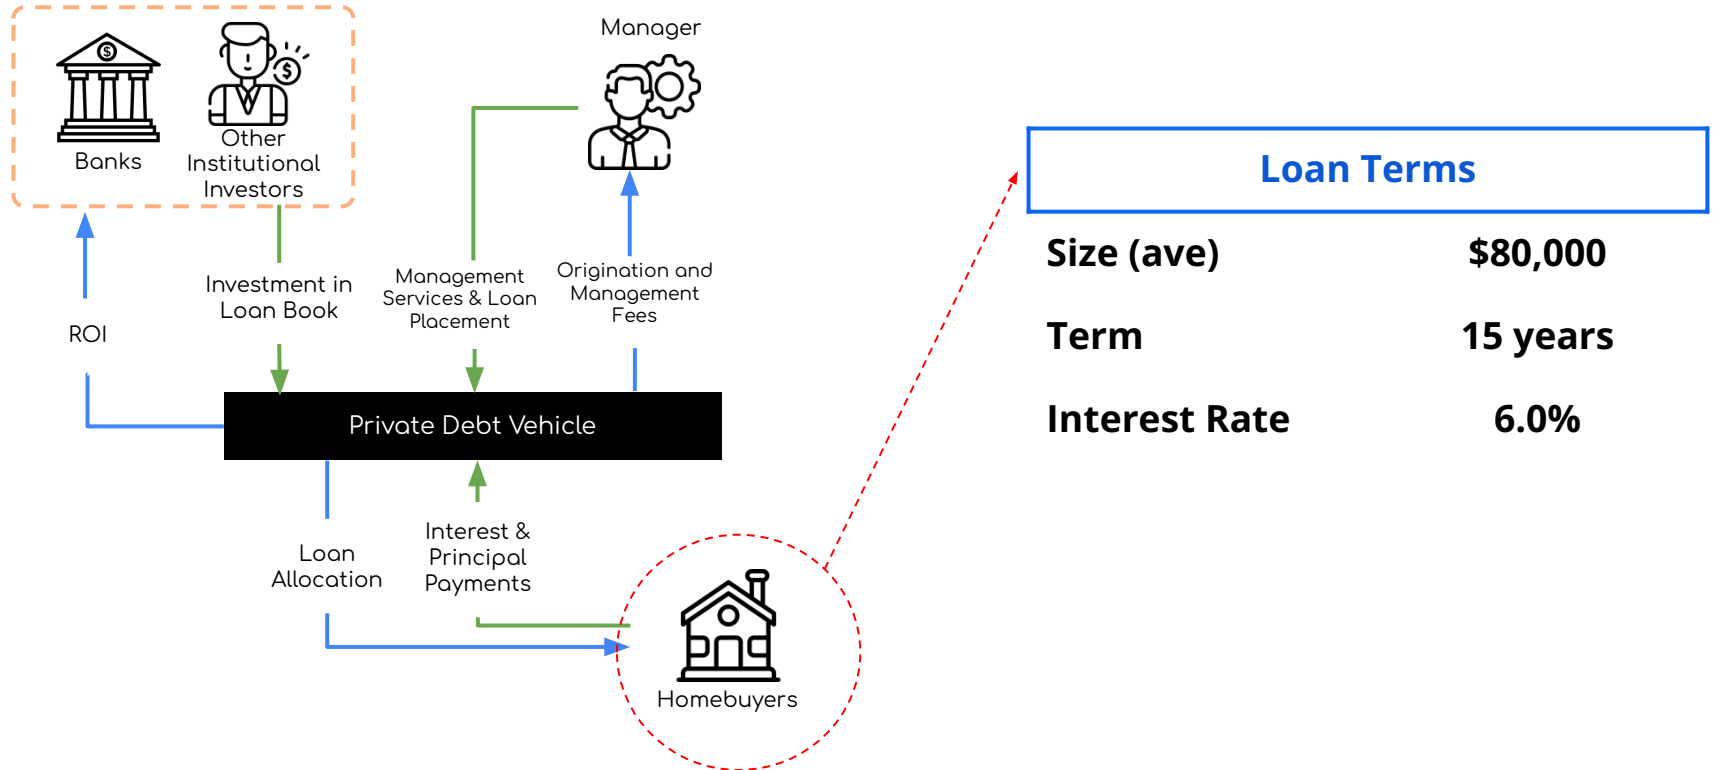 Manager
$
$
Banks
Other
Institutional
Investors
Investment in
Loan Book
ROI
Management
Services & Loan
Placement
Origination and
Management
Fees
Private Debt Vehicle
Loan
Allocation
Interest &
Principal
Payments
Homebuyers
Loan Terms
Size (ave) $80,000
Term 15 years
Interest Rate 6.0%